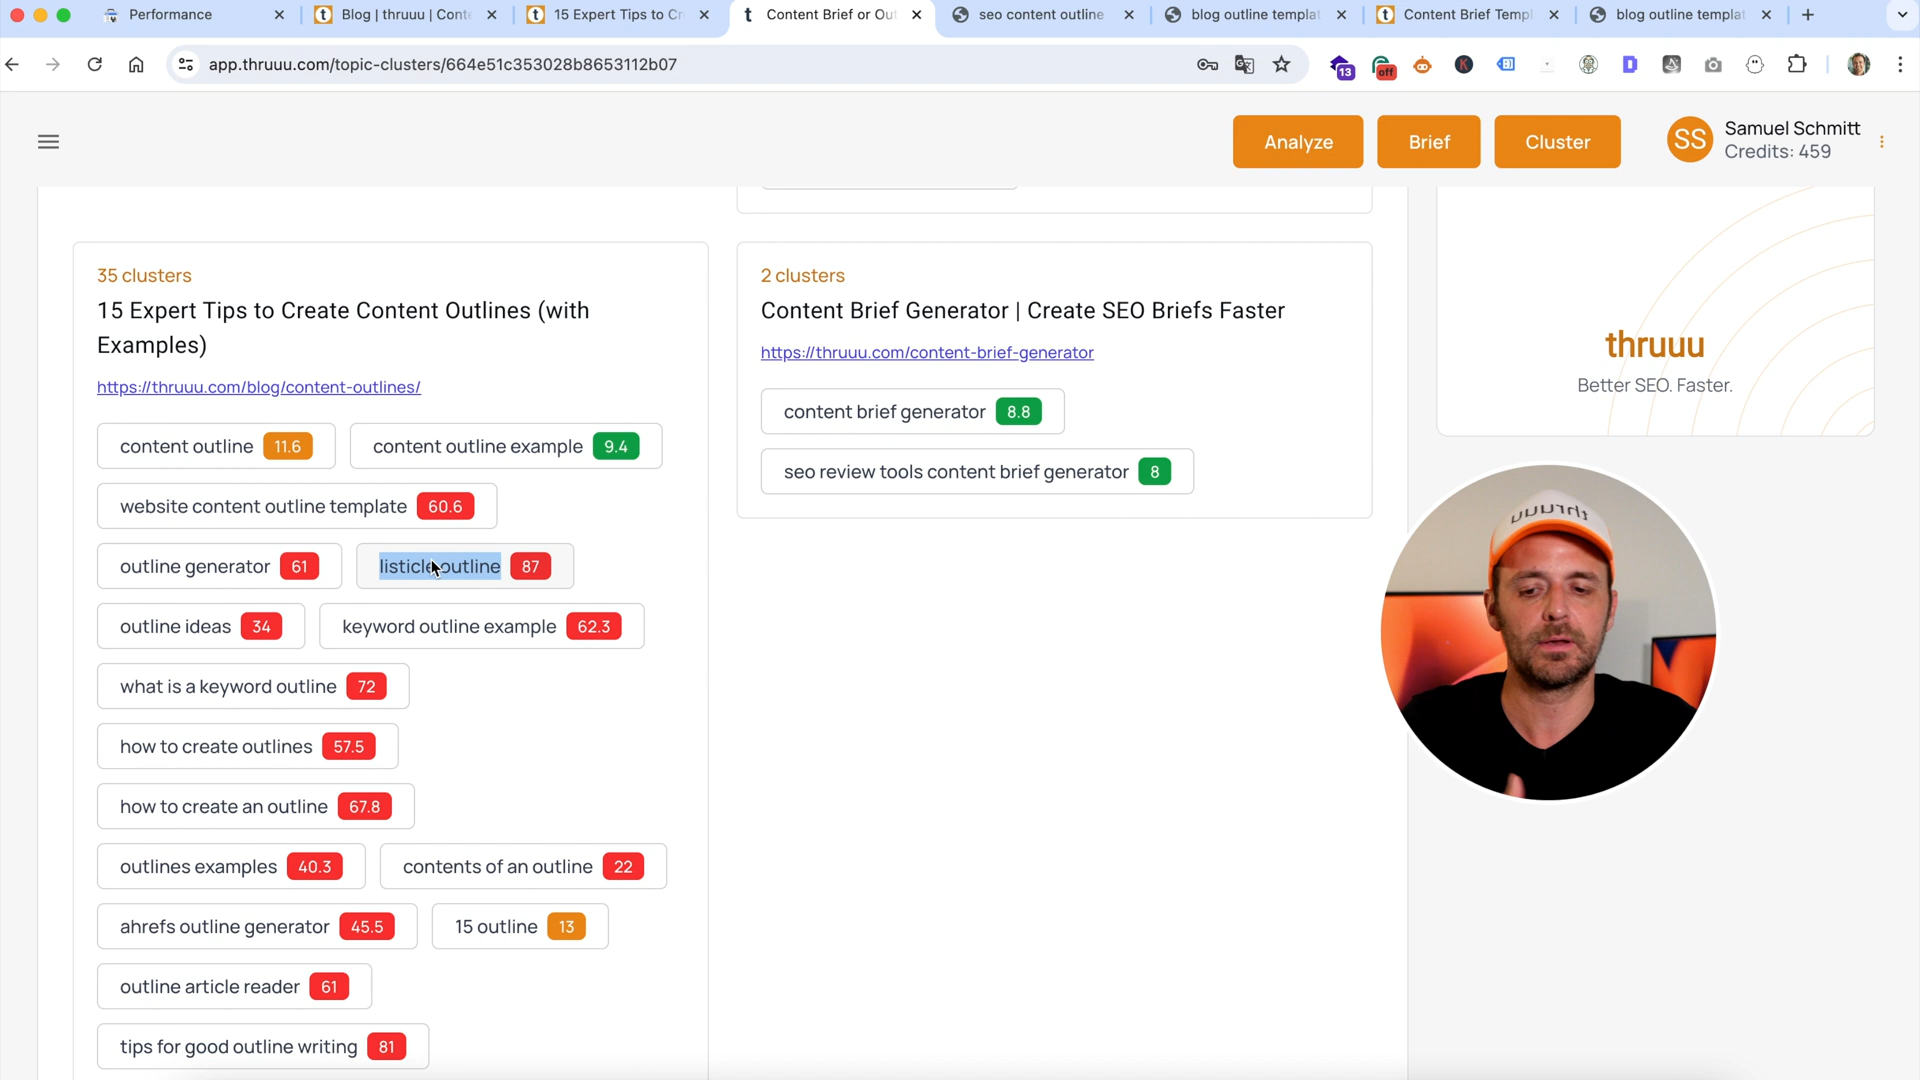 Performance
Blog | thruuu | Cont
15 Expert Tips to Cr
Content Brief or Out
seo content outline
blog outline templat
Content Brief Templ
blog outline templat
app.thruuu.com/topic-clusters/664e51c353028b8653112b07
13
off
K
D
Analyze
Brief
Cluster
SS
Samuel Schmitt
Credits: 459
35 clusters
15 Expert Tips to Create Content Outlines (with
Examples)
https://thruuu.com/blog/content-outlines/
content outline 11.6
content outline example 9.4
website content outline template 60.6
outline generator 61
listicle outline 87
outline ideas 34
keyword outline example 62.3
what is a keyword outline 72
how to create outlines 57.5
how to create an outline 67.8
outlines examples 40.3
contents of an outline 22
ahrefs outline generator 45.5
15 outline 13
outline article reader 61
tips for good outline writing 81
2 clusters
Content Brief Generator | Create SEO Briefs Faster
https://thruuu.com/content-brief-generator
content brief generator 8.8
seo review tools content brief generator 8
thruuu
Better SEO. Faster.
thruuu